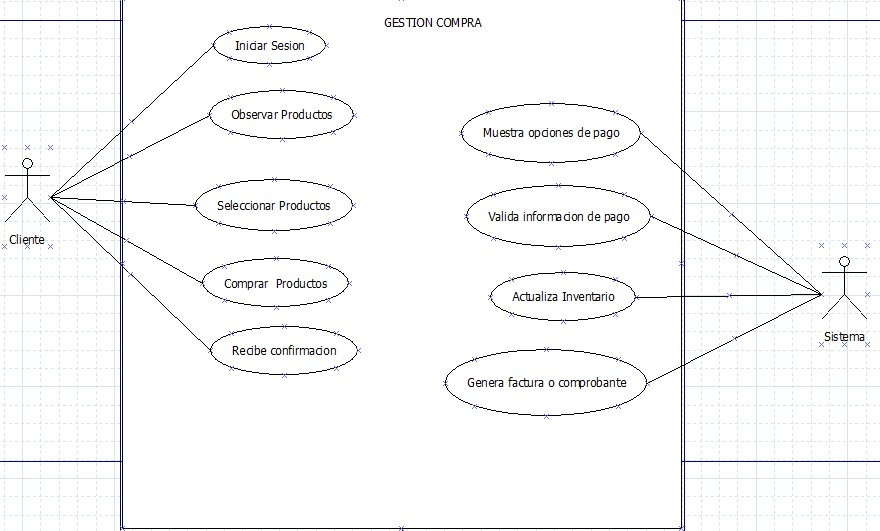 GESTION COMPRA
Iniciar Sesion
Observar Productos
Seleccionar Productos
Comprar  Productos
Recibe confirmacion
Cliente
Muestra opciones de pago
Valida informacion de pago
Actualiza Inventario
Genera factura o comprobante
Sistema